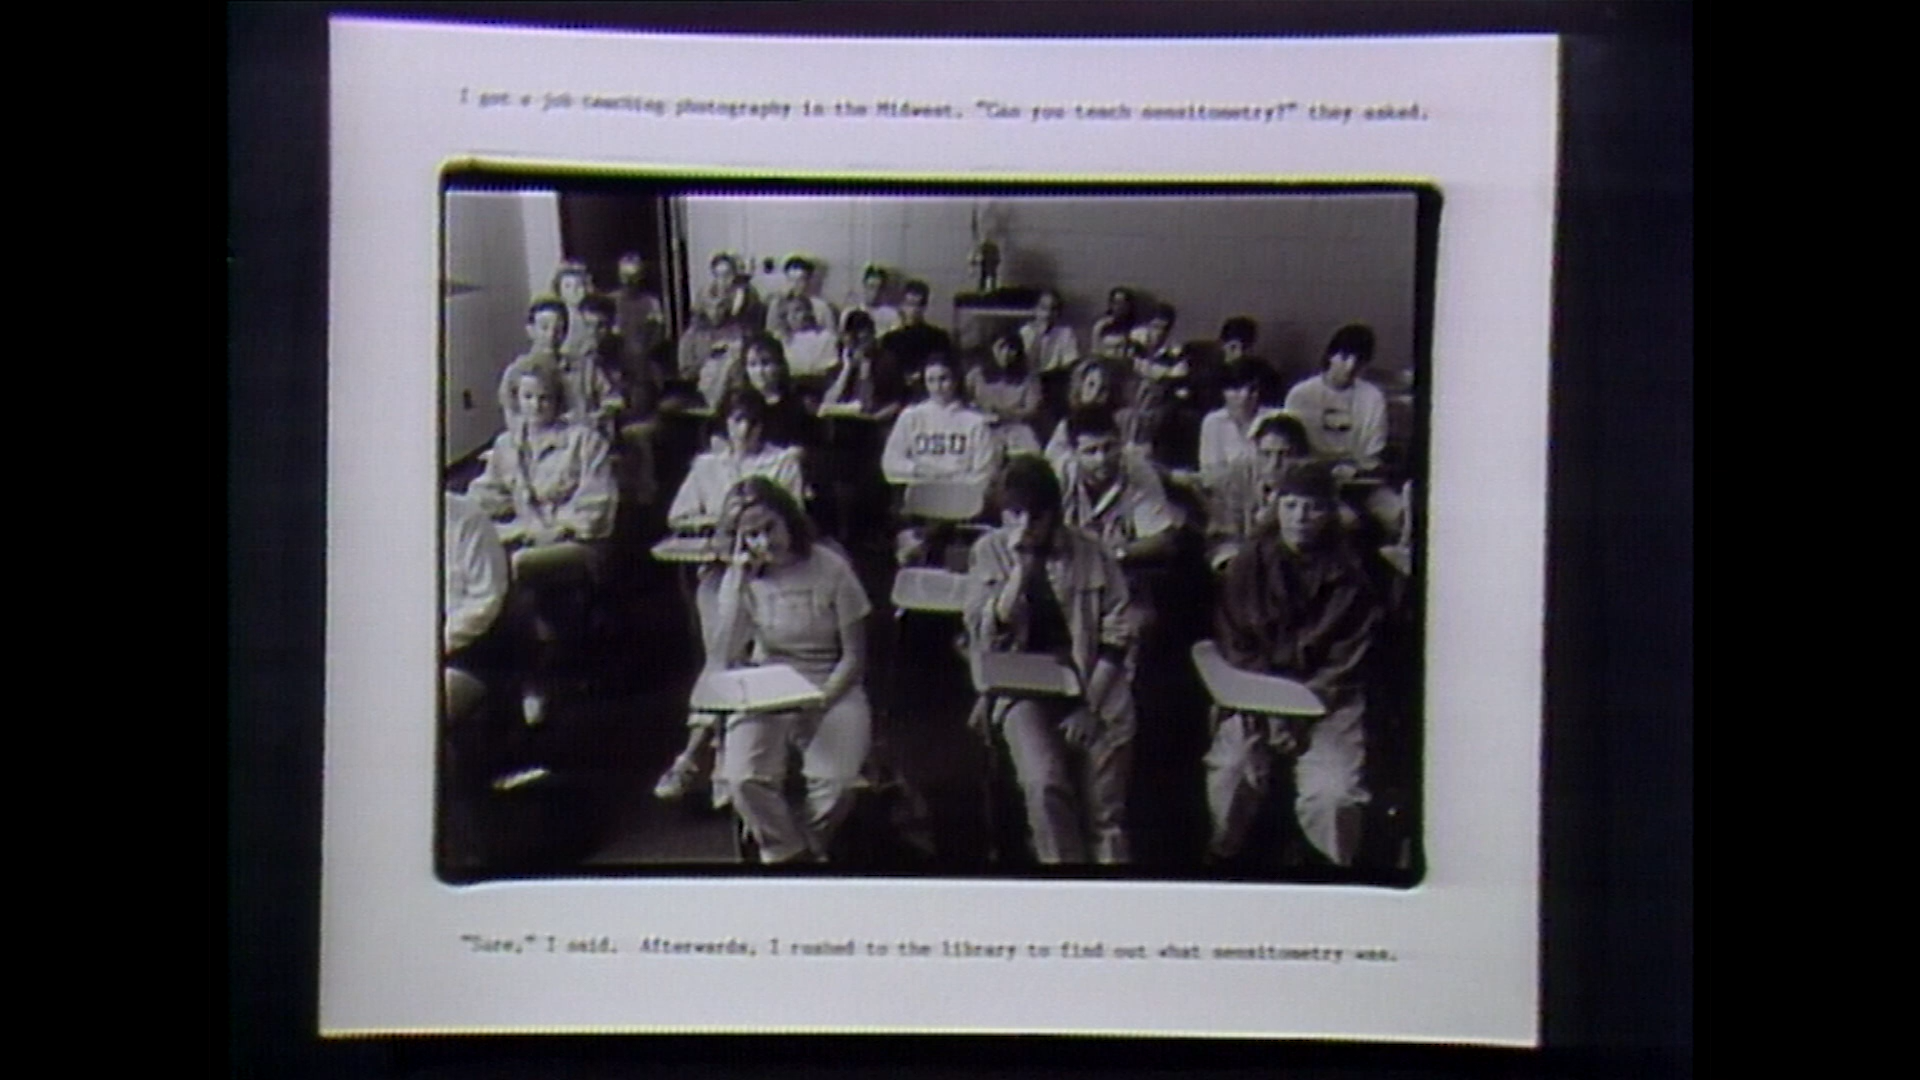 I got a job teaching photography in the Midwest. "Can you teach sensitometry?" they asked.
OSU
"Sure," I said. Afterwards, I rushed to the library to find out what sensitometry was.